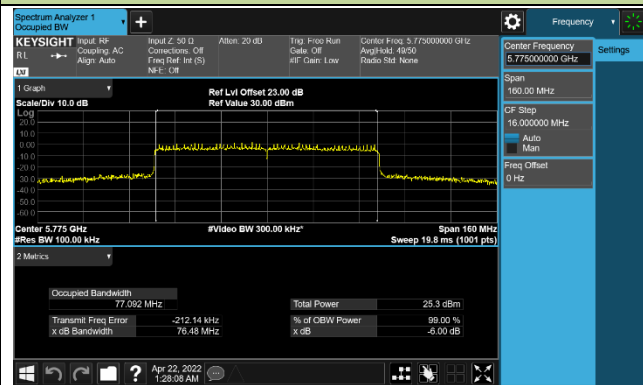 Spectrum Analyzer 1
Occupied BW
Frequency
KEYSIGHT
Input: RF
Input Z: 50 Ω
Atten: 20 dB
Trig: Free Run
Center Freq: 5.775000000 GHz
RL
Coupling: AC
Corrections: Off
Gate: Off
Avg|Hold: 49/50
Align: Auto
Freq Ref: Int (S)
#IF Gain: Low
Radio Std: None
LXI
NFE: Off
Center Frequency
5.775000000 GHz
Settings
Span
160.00 MHz
CF Step
16.000000 MHz
Auto
Man
Freq Offset
0 Hz
1 Graph
Ref Lvl Offset 23.00 dB
Scale/Div 10.0 dB
Ref Value 30.00 dBm
Log
20.0
10.0
0.00
-10.0
-20.0
-30.0
-40.0
-50.0
-60.0
Center 5.775 GHz
#Video BW 300.00 kHz*
Span 160 MHz
#Res BW 100.00 kHz
Sweep 19.8 ms (1001 pts)
2 Metrics
Occupied Bandwidth
77.092 MHz
Total Power
25.3 dBm
Transmit Freq Error
-212.14 kHz
% of OBW Power
99.00 %
x dB Bandwidth
76.48 MHz
x dB
-6.00 dB
Apr 22, 2022
1:28:08 AM